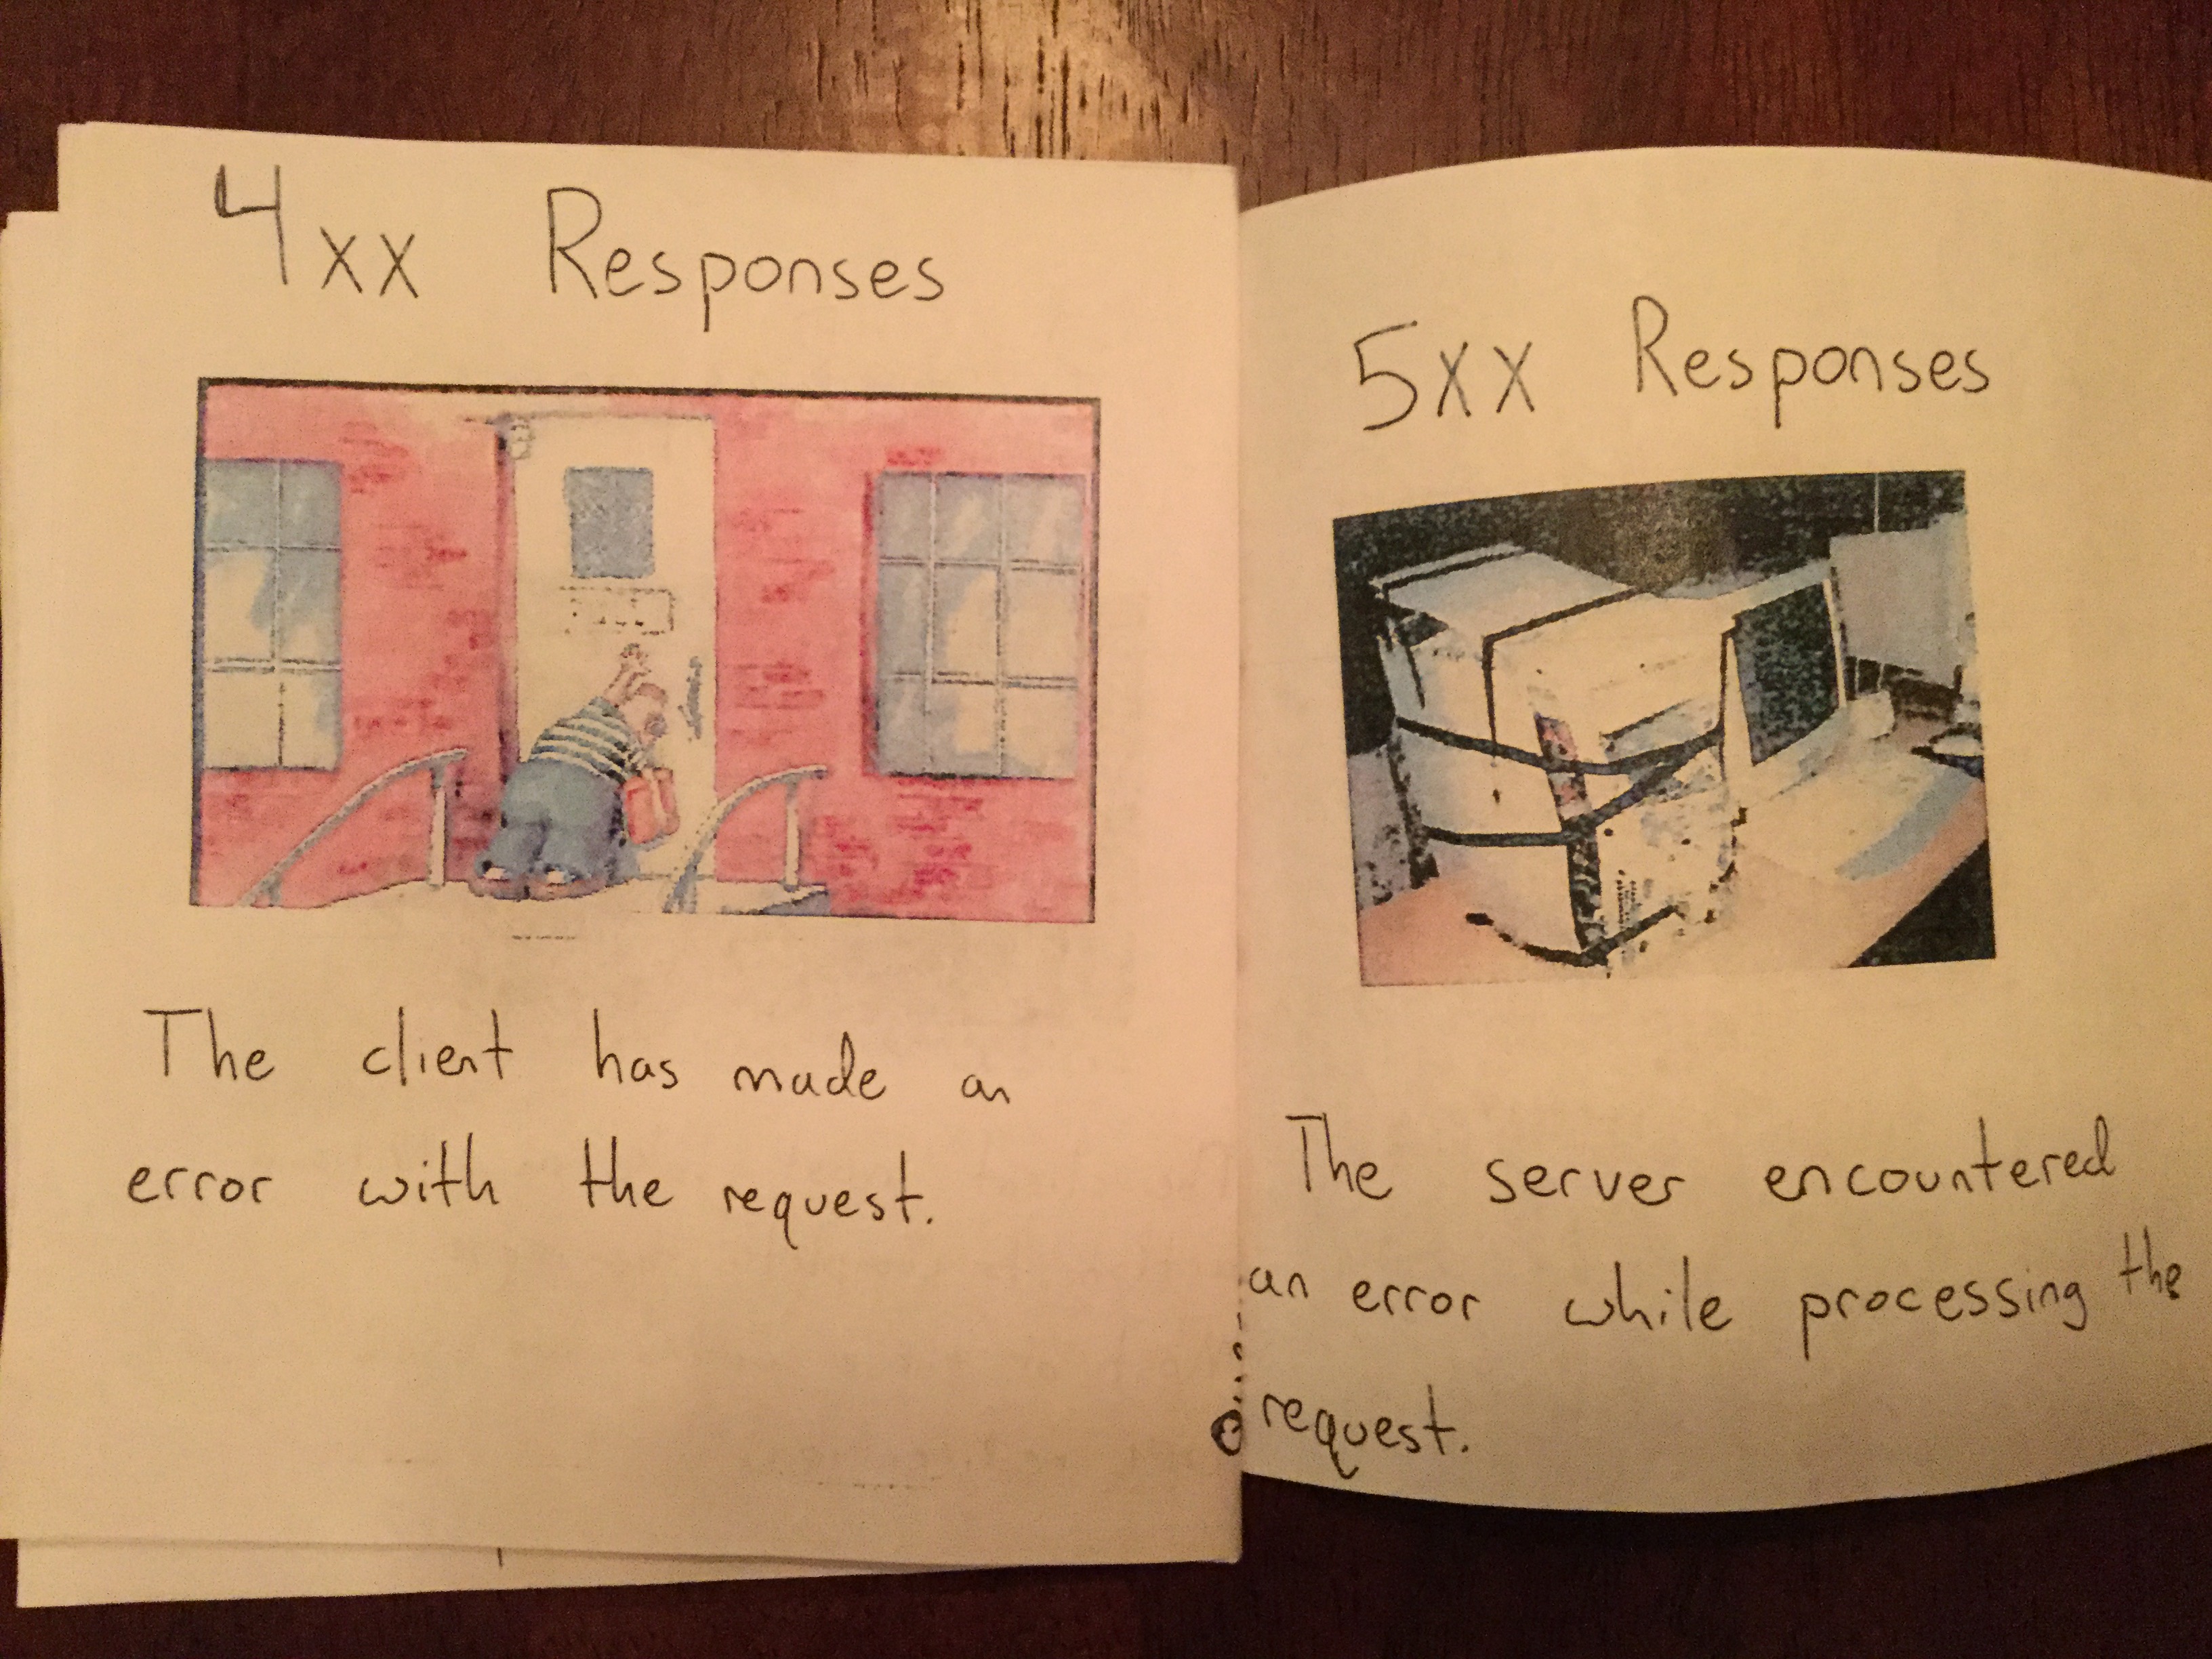 4xx Responses
The client has made an
error with the request.
5xx Responses
The server encountered
an error while processing the
request.